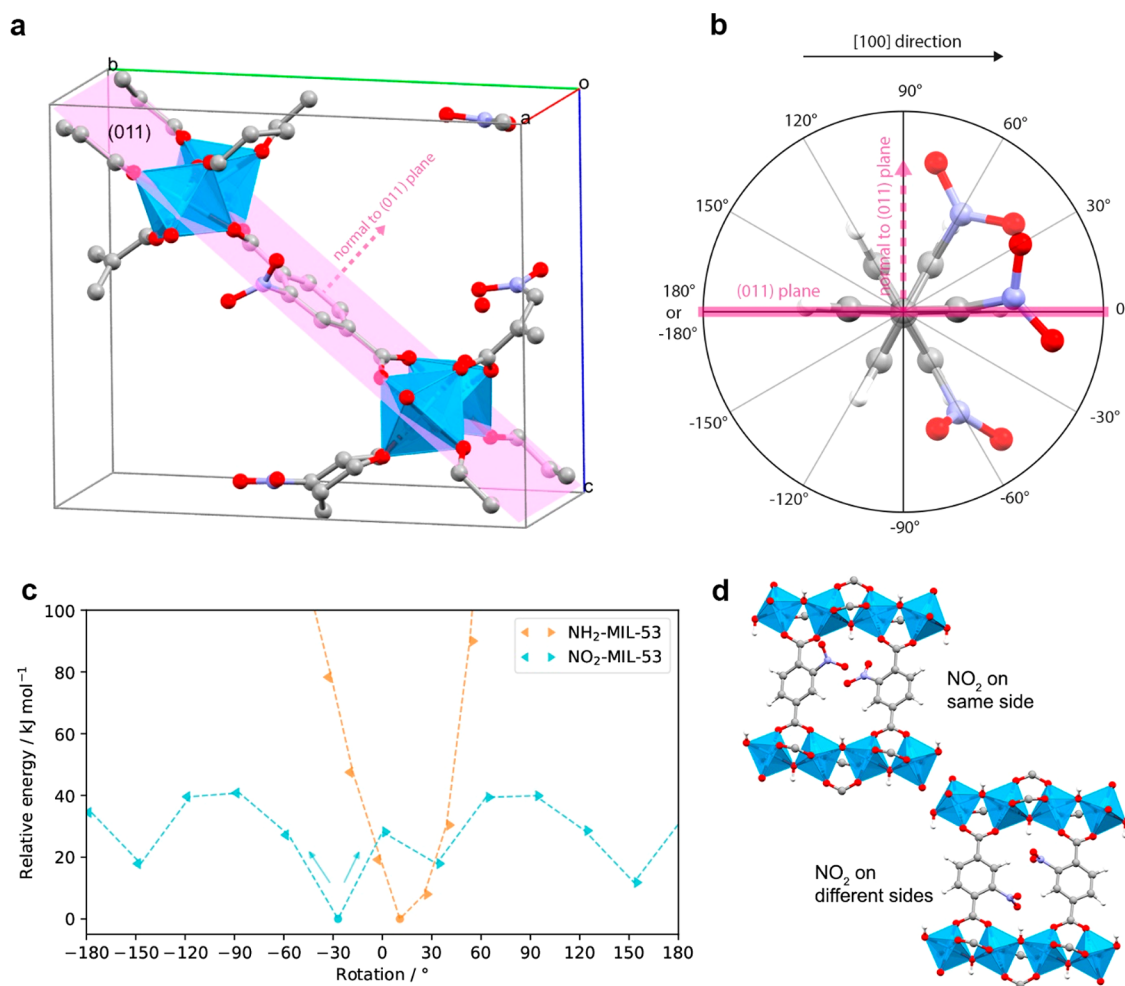 a
b
o
a
(011)
normal to (011) plane
c
b
[100] direction
90°
120°
60°
150°
30°
normal to (011) plane
(011) plane
180°
or
-180°
0
-150°
-30°
-120°
-60°
-90°
c
100
80
60
40
20
0
Relative energy / kJ mol⁻¹
NH₂-MIL-53
NO₂-MIL-53
−180 −150 −120 −90 −60 −30 0 30 60 90 120 150 180
Rotation / °
d
NO₂ on
same side
NO₂ on
different sides